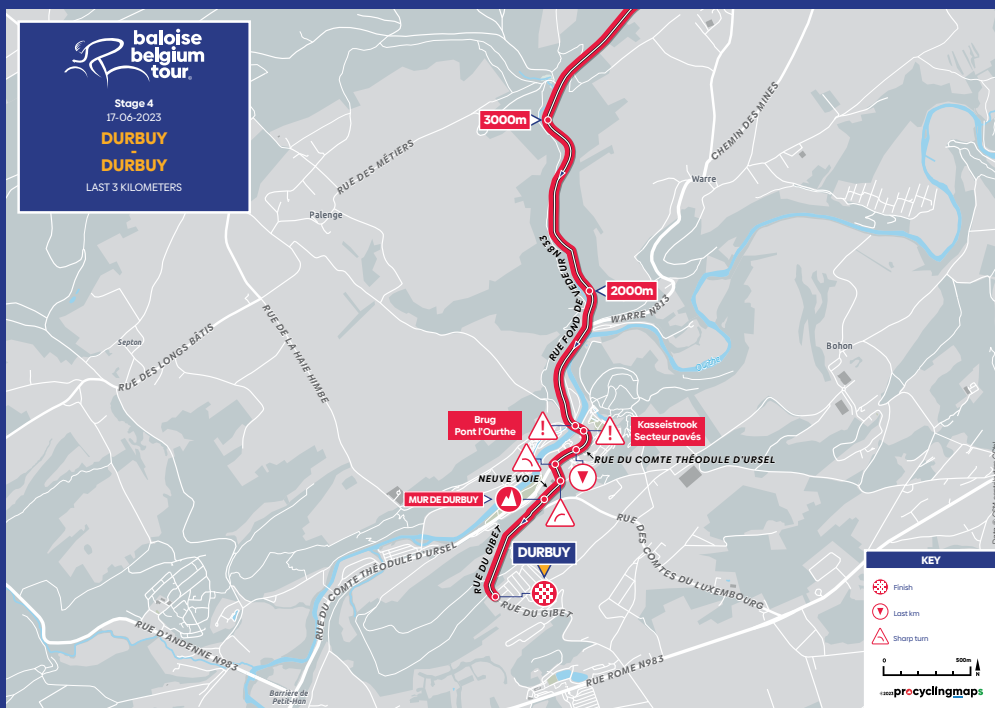 baloise
belgium
tour
Stage 4
17-06-2023
DURBUY
-
DURBUY
LAST 3 KILOMETERS
3000m
CHEMIN DES MINES
RUE DES MÉTIERS
Warre
Palenge
RUE FOND DE VEDEUR N833
2000m
WARRE N813
RUE DE LA HAIE HIMBE
Septon
RUE DES LONGS BÂTIS
Bohon
Ourthe
Brug
Pont l'Ourthe
!
!
Kasseistrook
Secteur pavés
RUE DU COMTE THÉODULE D'URSEL
NEUVE VOIE
MUR DE DURBUY
RUE DES COMTES DU LUXEMBOURG
RUE DU GIBET
DURBUY
RUE DU COMTE THÉODULE D'URSEL
RUE DU GIBET
RUE D'ANDENNE N983
RUE ROME N983
Barrière de
Petit-Han
KEY
Finish
Last km
Sharp turn
0 500m
N
©2023 procyclingmaps